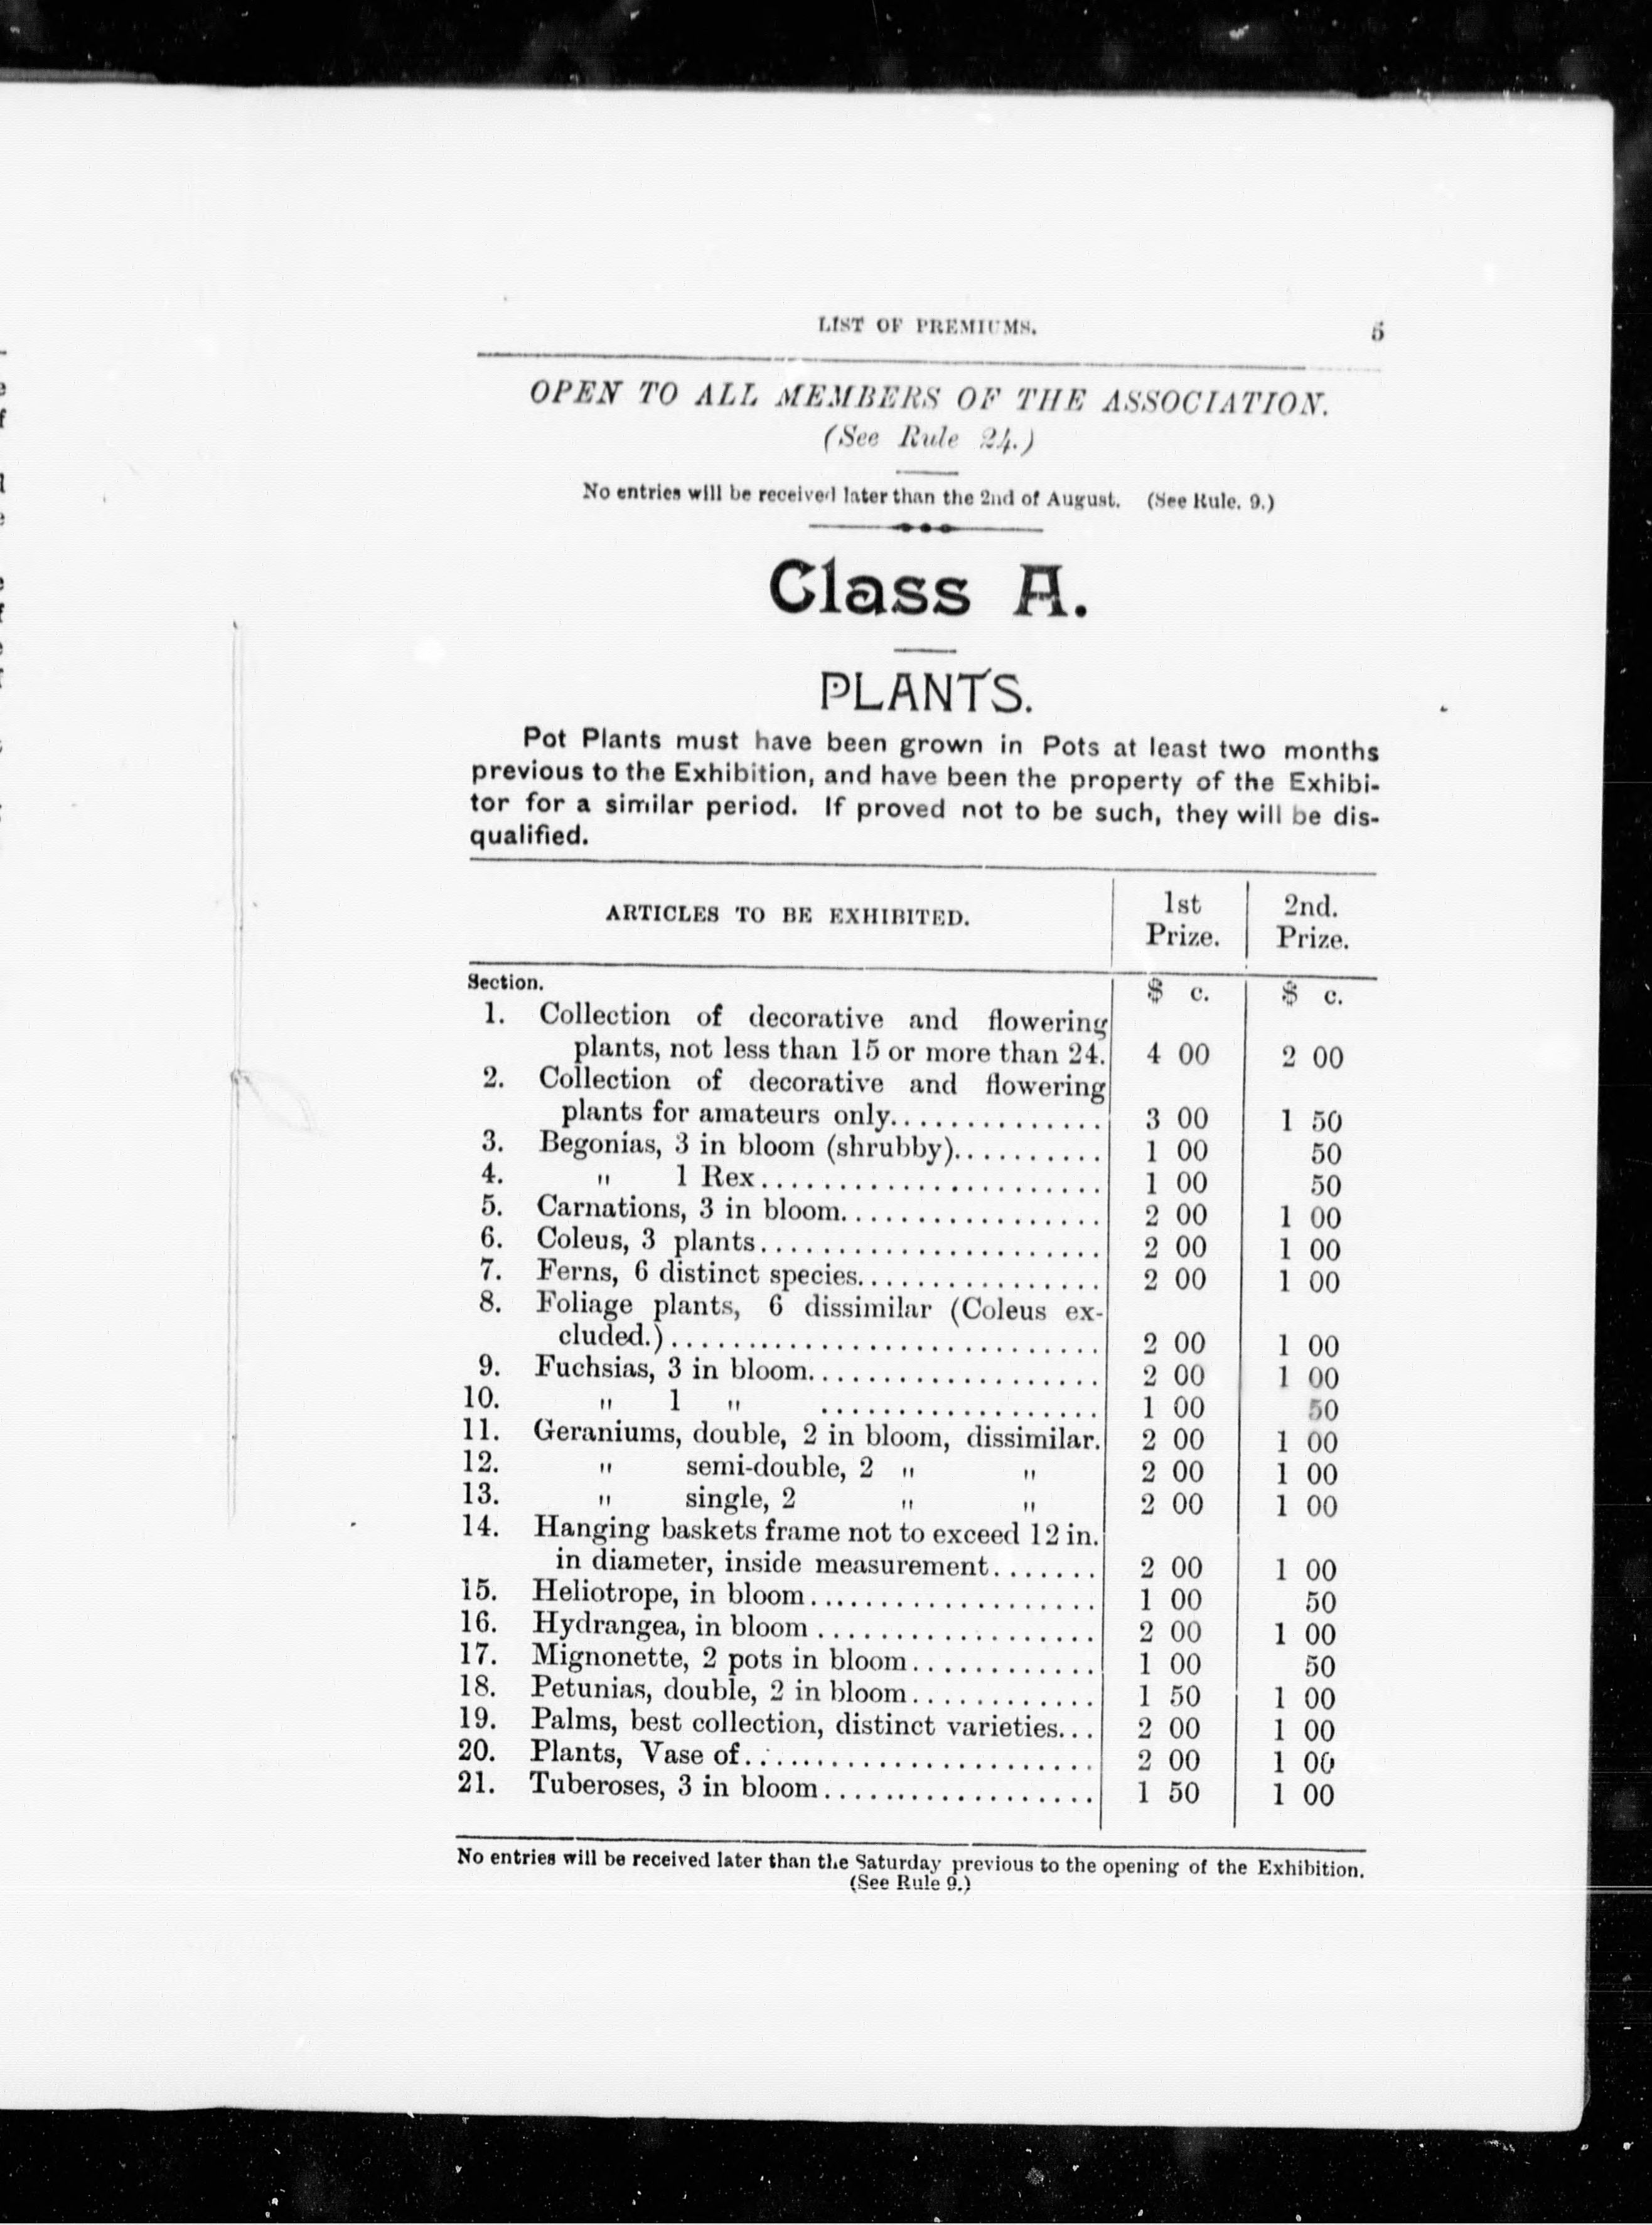 LIST OF PREMIUMS. 5
OPEN TO ALL MEMBERS OF THE ASSOCIATION.
(See Rule 24.)
No entries will be received later than the 2nd of August. (See Rule. 9.)
Class A.
PLANTS.
Pot Plants must have been grown in Pots at least two months
previous to the Exhibition, and have been the property of the Exhibi-
tor for a similar period. If proved not to be such, they will be dis-
qualified.
ARTICLES TO BE EXHIBITED. 1st Prize. 2nd. Prize.
Section. $ c. $ c.
1. Collection of decorative and flowering
plants, not less than 15 or more than 24. 4 00 2 00
2. Collection of decorative and flowering
plants for amateurs only.............. 3 00 1 50
3. Begonias, 3 in bloom (shrubby).......... 1 00 50
4. " 1 Rex...................... 1 00 50
5. Carnations, 3 in bloom................. 2 00 1 00
6. Coleus, 3 plants...................... 2 00 1 00
7. Ferns, 6 distinct species................ 2 00 1 00
8. Foliage plants, 6 dissimilar (Coleus ex-
cluded.)............................ 2 00 1 00
9. Fuchsias, 3 in bloom................... 2 00 1 00
10. " 1 " .................. 1 00 50
11. Geraniums, double, 2 in bloom, dissimilar. 2 00 1 00
12. " semi-double, 2 " " 2 00 1 00
13. " single, 2 " " 2 00 1 00
14. Hanging baskets frame not to exceed 12 in.
in diameter, inside measurement....... 2 00 1 00
15. Heliotrope, in bloom................... 1 00 50
16. Hydrangea, in bloom .................. 2 00 1 00
17. Mignonette, 2 pots in bloom............ 1 00 50
18. Petunias, double, 2 in bloom............ 1 50 1 00
19. Palms, best collection, distinct varieties... 2 00 1 00
20. Plants, Vase of....................... 2 00 1 00
21. Tuberoses, 3 in bloom.................. 1 50 1 00
No entries will be received later than the Saturday previous to the opening of the Exhibition.
(See Rule 9.)